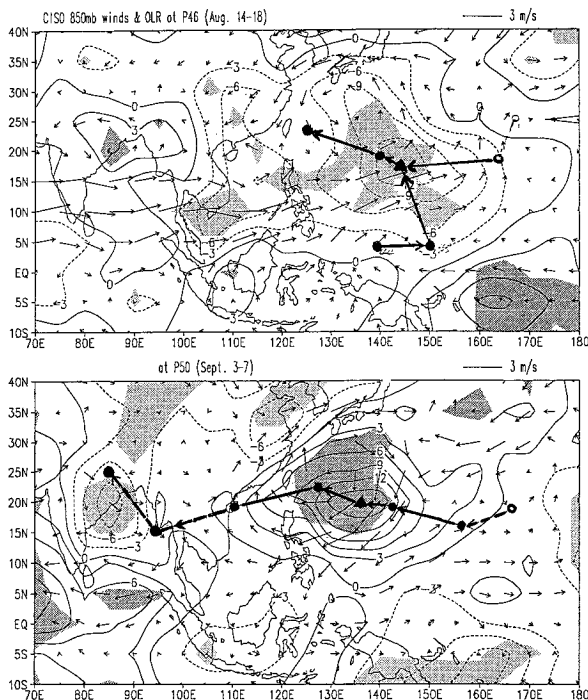 CISO 850mb winds & OLR at P46 (Aug. 14-18) 3 m/s
40N
35N
30N
25N
20N
15N
10N
5N
EQ
5S
10S
70E 80E 90E 100E 110E 120E 130E 140E 150E 160E 170E 180
at P50 (Sept. 3-7) 3 m/s
40N
35N
30N
25N
20N
15N
10N
5N
EQ
5S
10S
70E 80E 90E 100E 110E 120E 130E 140E 150E 160E 170E 180